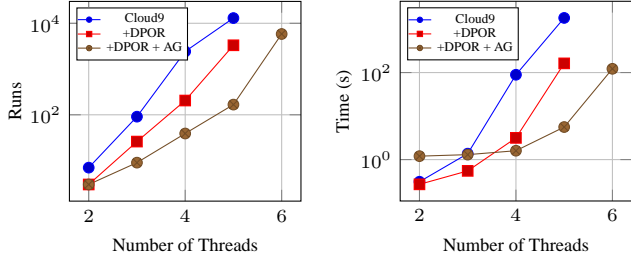 Cloud9
+DPOR
+DPOR + AG
10^4
10^2
Runs
2
4
6
Number of Threads
Cloud9
+DPOR
+DPOR + AG
10^2
10^0
Time (s)
2
4
6
Number of Threads